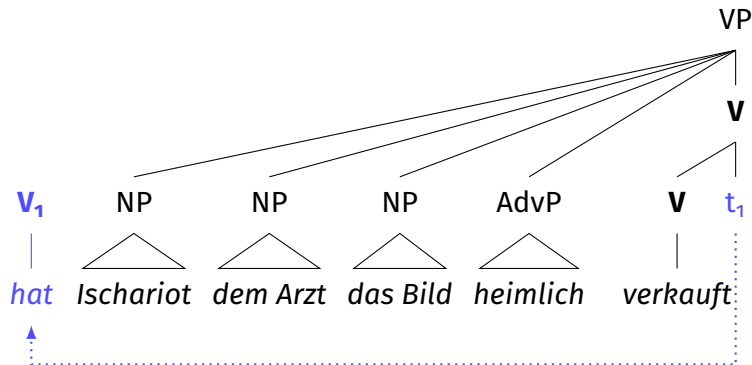 VP
V
V₁ NP NP NP AdvP V t₁
hat Ischariot dem Arzt das Bild heimlich verkauft